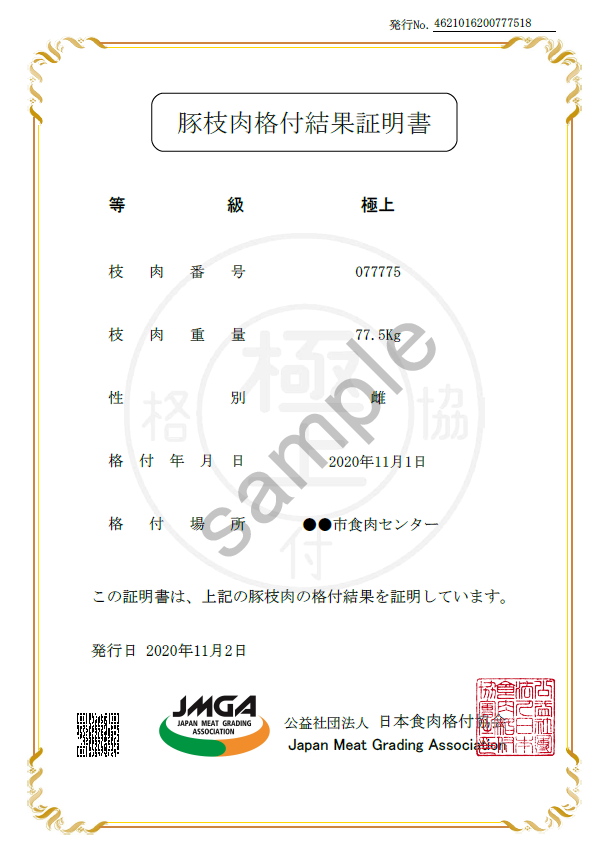 発行No. 4621016200777518
豚枝肉格付結果証明書
等級 極上
枝肉番号 077775
枝肉重量 77.5Kg
性別 雌
格付年月日 2020年11月1日
格付場所 ●●市食肉センター
極上
格 協
付
sample
この証明書は、上記の豚枝肉の格付結果を証明しています。
発行日 2020年11月2日
JMGA
JAPAN MEAT GRADING
ASSOCIATION
公益社団法人 日本食肉格付協会
Japan Meat Grading Association